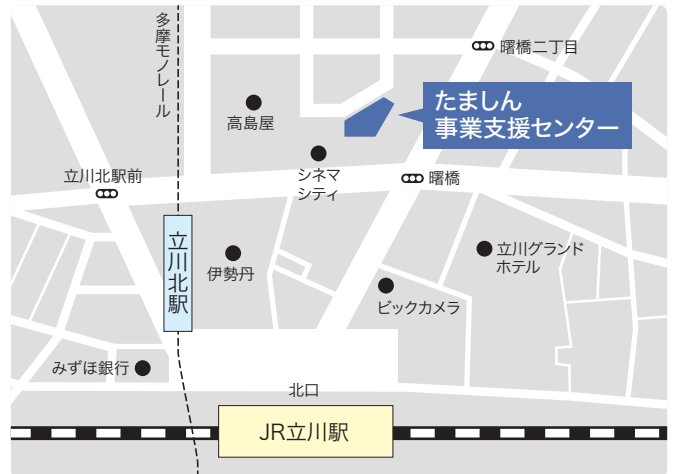 多摩モノレール
曙橋二丁目
たましん
事業支援センター
高島屋
シネマ
シティ
立川北駅前
曙橋
立川北駅
伊勢丹
立川グランド
ホテル
ビックカメラ
みずほ銀行
北口
JR立川駅